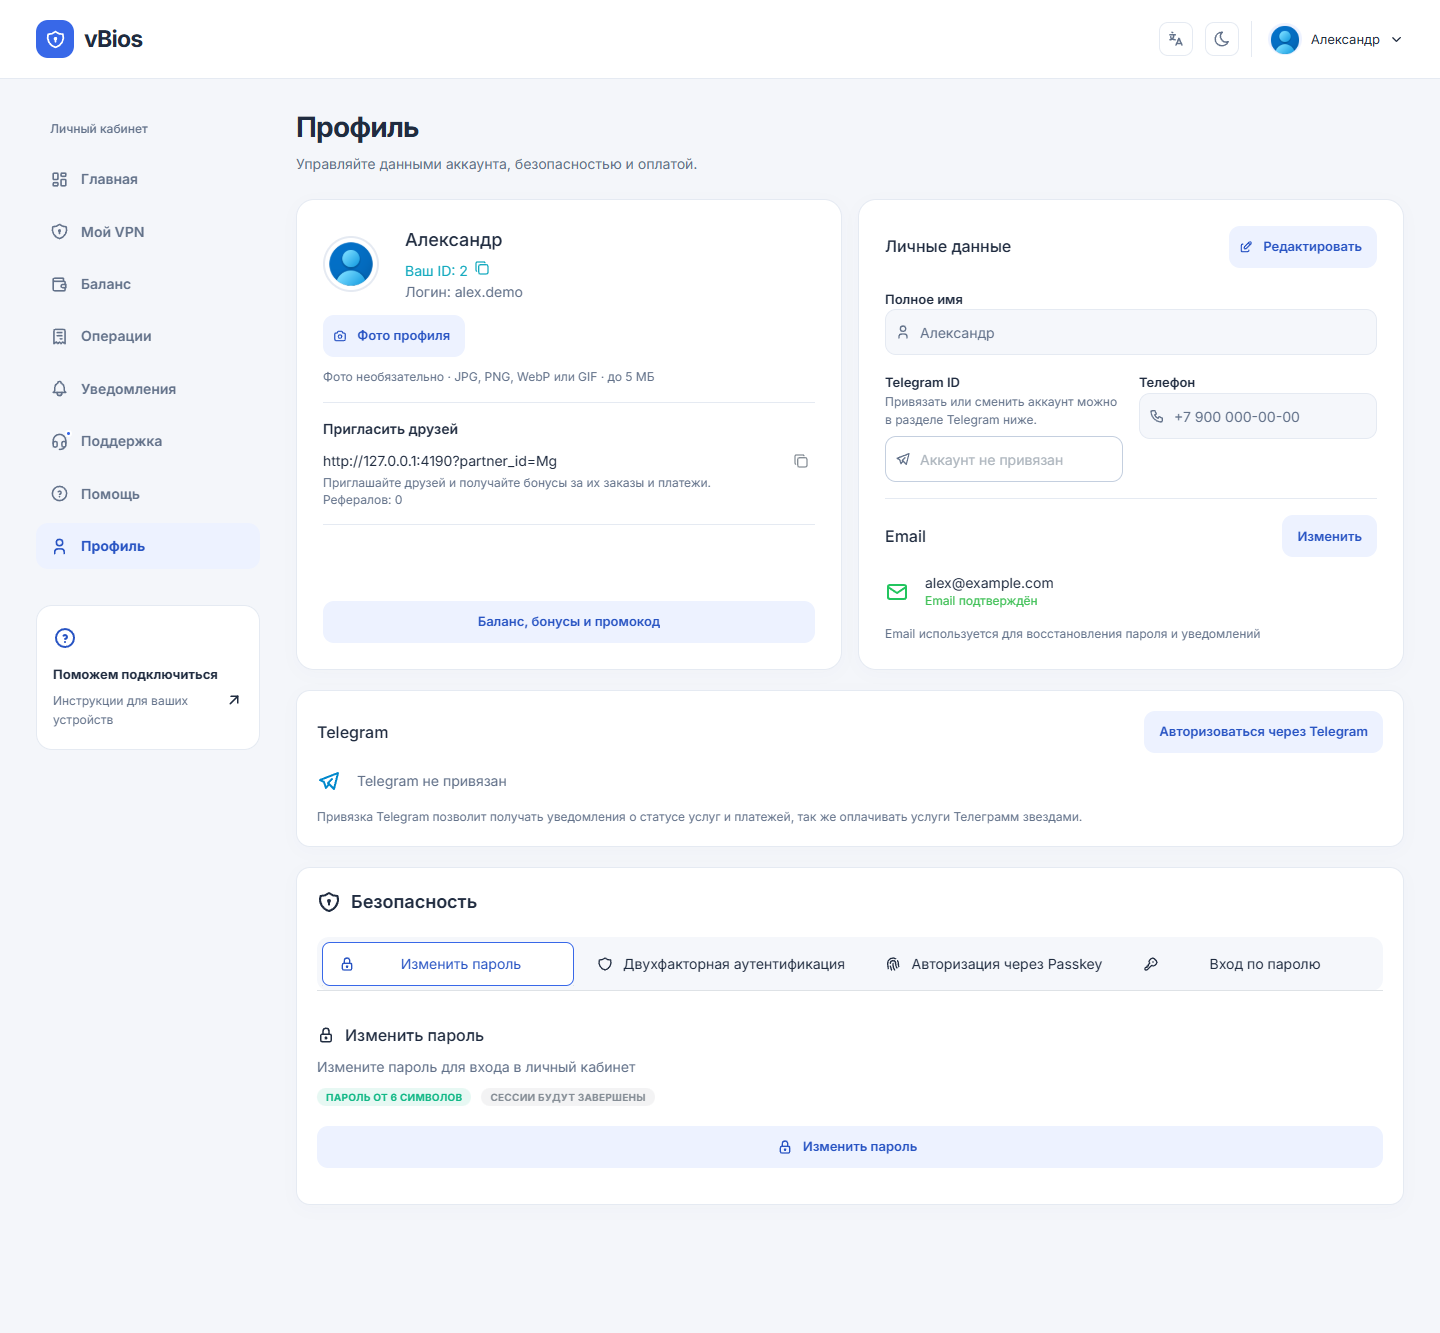 vBios
Александр
Личный кабинет
Главная
Мой VPN
Баланс
Операции
Уведомления
Поддержка
Помощь
Профиль
Поможем подключиться
Инструкции для ваших
устройств
Профиль
Управляйте данными аккаунта, безопасностью и оплатой.
Александр
Ваш ID: 2
Логин: alex.demo
Фото профиля
Фото необязательно · JPG, PNG, WebP или GIF · до 5 МБ
Пригласить друзей
http://127.0.0.1:4190?partner_id=Mg
Приглашайте друзей и получайте бонусы за их заказы и платежи.
Рефералов: 0
Баланс, бонусы и промокод
Личные данные
Редактировать
Полное имя
Александр
Telegram ID
Привязать или сменить аккаунт можно
в разделе Telegram ниже.
Аккаунт не привязан
Телефон
+7 900 000-00-00
Email
Изменить
alex@example.com
Email подтверждён
Email используется для восстановления пароля и уведомлений
Telegram
Авторизоваться через Telegram
Telegram не привязан
Привязка Telegram позволит получать уведомления о статусе услуг и платежей, так же оплачивать услуги Телеграмм звездами.
Безопасность
Изменить пароль
Двухфакторная аутентификация
Авторизация через Passkey
Вход по паролю
Изменить пароль
Измените пароль для входа в личный кабинет
ПАРОЛЬ ОТ 6 СИМВОЛОВ
СЕССИИ БУДУТ ЗАВЕРШЕНЫ
Изменить пароль